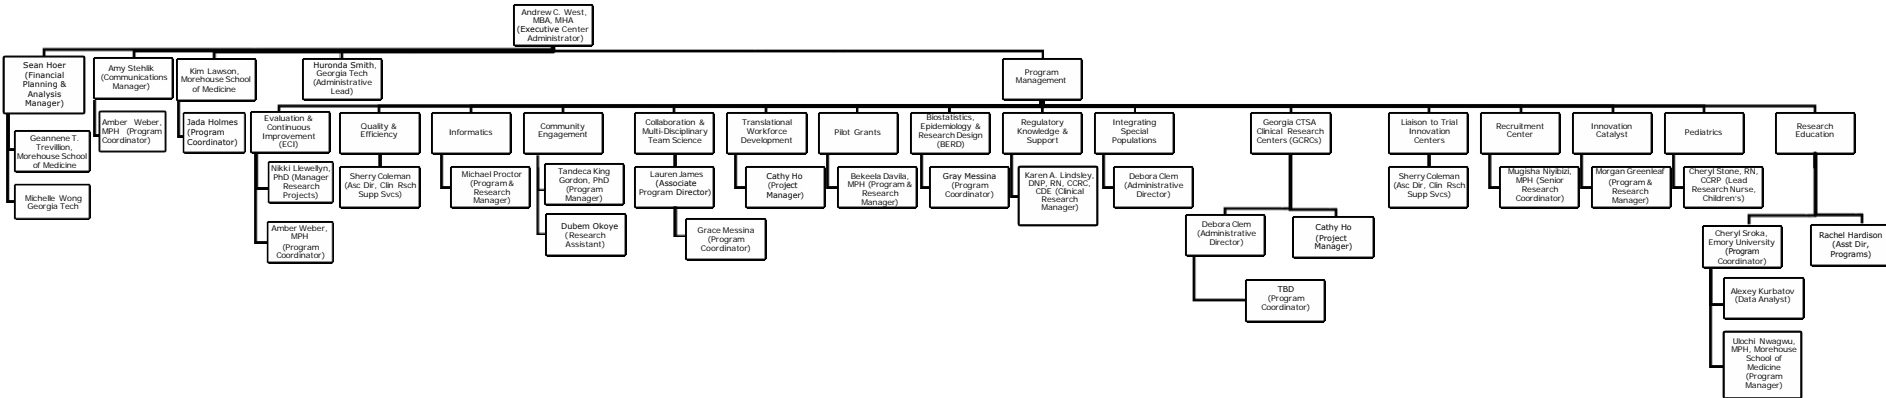 Andrew C. West,
MBA, MHA
(Executive Center
Administrator)
Sean Hoer
(Financial
Planning &
Analysis
Manager)
Amy Stehlik
(Communications
Manager)
Kim Lawson,
Morehouse School
of Medicine
Huronda Smith,
Georgia Tech
(Administrative
Lead)
Program
Management
Geannene T.
Trevillion,
Morehouse School
of Medicine
Michelle Wong
Georgia Tech
Amber Weber,
MPH (Program
Coordinator)
Jada Holmes
(Program
Coordinator)
Evaluation &
Continuous
Improvement
(ECI)
Nikki Llewellyn,
PhD (Manager
Research
Projects)
Amber Weber,
MPH
(Program
Coordinator)
Quality &
Efficiency
Sherry Coleman
(Asc Dir, Clin Rsch
Supp Svcs)
Informatics
Michael Proctor
(Program &
Research
Manager)
Community
Engagement
Tandeca King
Gordon, PhD
(Program
Manager)
Dubem Okoye
(Research
Assistant)
Collaboration &
Multi-Disciplinary
Team Science
Lauren James
(Associate
Program Director)
Grace Messina
(Program
Coordinator)
Translational
Workforce
Development
Cathy Ho
(Project
Manager)
Pilot Grants
Bekeela Davila,
MPH (Program &
Research
Manager)
Biostatistics,
Epidemiology &
Research Design
(BERD)
Gray Messina
(Program
Coordinator)
Regulatory
Knowledge &
Support
Karen A. Lindsley,
DNP, RN, CCRC,
CDE (Clinical
Research
Manager)
Integrating
Special
Populations
Debora Clem
(Administrative
Director)
Georgia CTSA
Clinical Research
Centers (GCRCs)
Debora Clem
(Administrative
Director)
Cathy Ho
(Project
Manager)
TBD
(Program
Coordinator)
Liaison to Trial
Innovation
Centers
Sherry Coleman
(Asc Dir, Clin Rsch
Supp Svcs)
Recruitment
Center
Mugisha Niyibizi,
MPH (Senior
Research
Coordinator)
Innovation
Catalyst
Morgan Greenleaf
(Program &
Research
Manager)
Pediatrics
Cheryl Stone, RN,
CCRP (Lead
Research Nurse,
Children's)
Research
Education
Cheryl Sroka,
Emory University
(Program
Coordinator)
Rachel Hardison
(Asst Dir,
Programs)
Alexey Kurbatov
(Data Analyst)
Ulochi Nwagwu,
MPH, Morehouse
School of
Medicine
(Program
Manager)